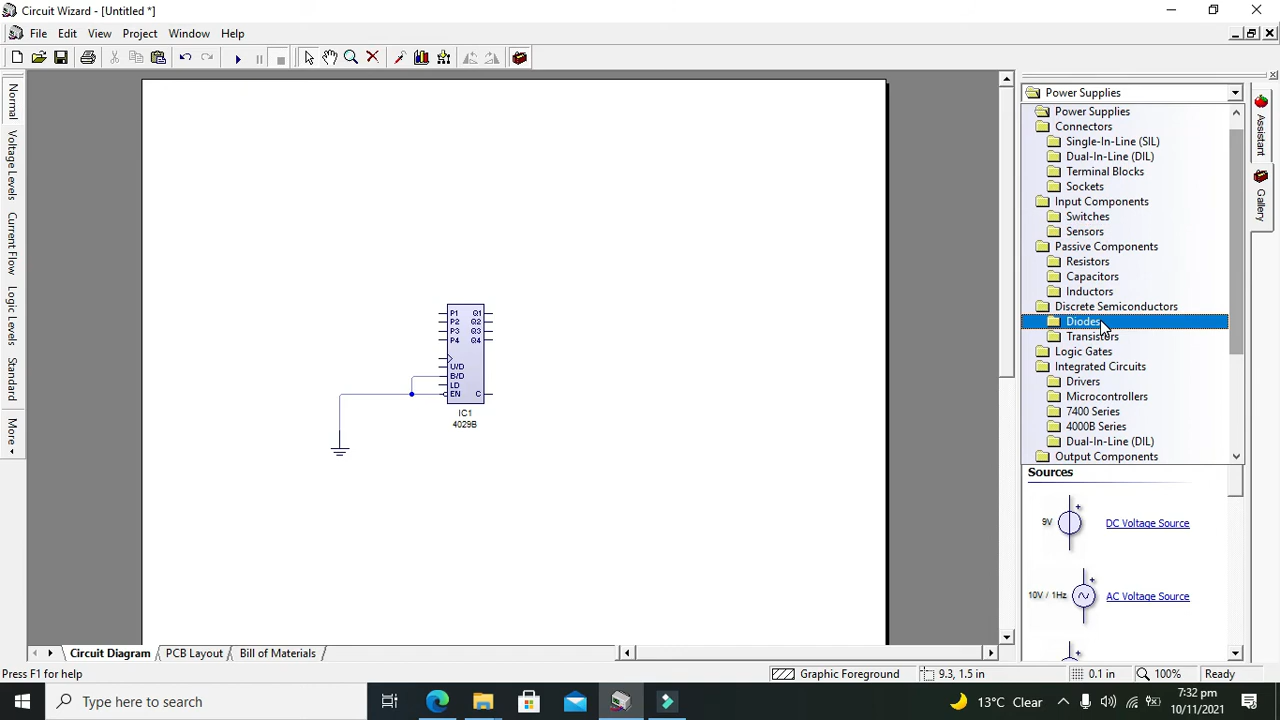 Circuit Wizard - [Untitled *]
File Edit View Project Window Help
Normal
Voltage Levels
Current Flow
Logic Levels
Standard
More
P1 Q1
P2 Q2
P3 Q3
P4 Q4
U/D
B/D
LD
EN C
IC1
4029B
Power Supplies
Power Supplies
Connectors
Single-In-Line (SIL)
Dual-In-Line (DIL)
Terminal Blocks
Sockets
Input Components
Switches
Sensors
Passive Components
Resistors
Capacitors
Inductors
Discrete Semiconductors
Diodes
Transistors
Logic Gates
Integrated Circuits
Drivers
Microcontrollers
7400 Series
4000B Series
Dual-In-Line (DIL)
Output Components
Sources
9V DC Voltage Source
10V / 1Hz AC Voltage Source
Assistant
Gallery
Circuit Diagram PCB Layout Bill of Materials
Press F1 for help Graphic Foreground 9.3, 1.5 in 0.1 in 100% Ready
Type here to search
13°C Clear
7:32 pm
10/11/2021